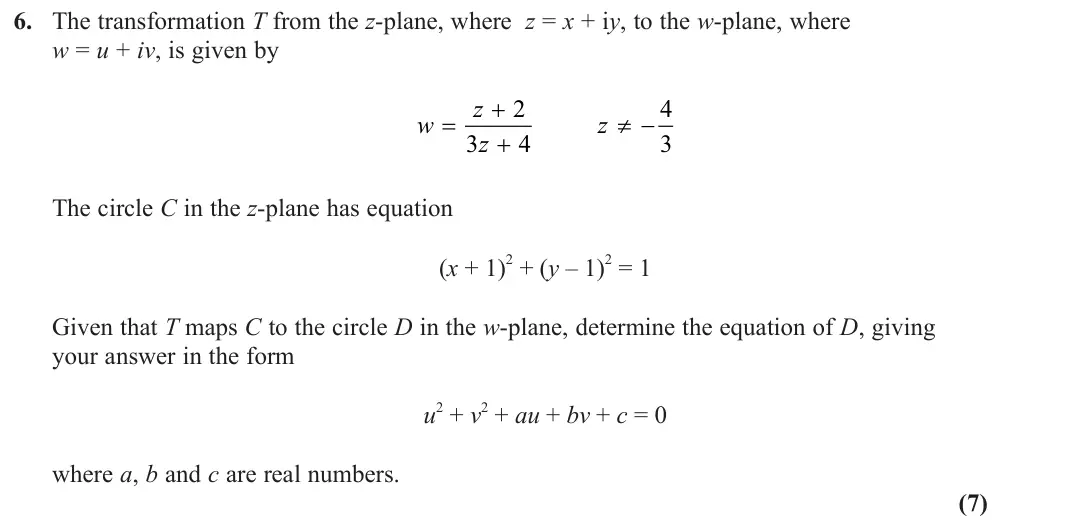 6. The transformation T from the z-plane, where z = x + iy, to the w-plane, where
w = u + iv, is given by
w = \frac{z + 2}{3z + 4} z ≠ -\frac{4}{3}
The circle C in the z-plane has equation
(x + 1)² + (y – 1)² = 1
Given that T maps C to the circle D in the w-plane, determine the equation of D, giving
your answer in the form
u² + v² + au + bv + c = 0
where a, b and c are real numbers.
(7)